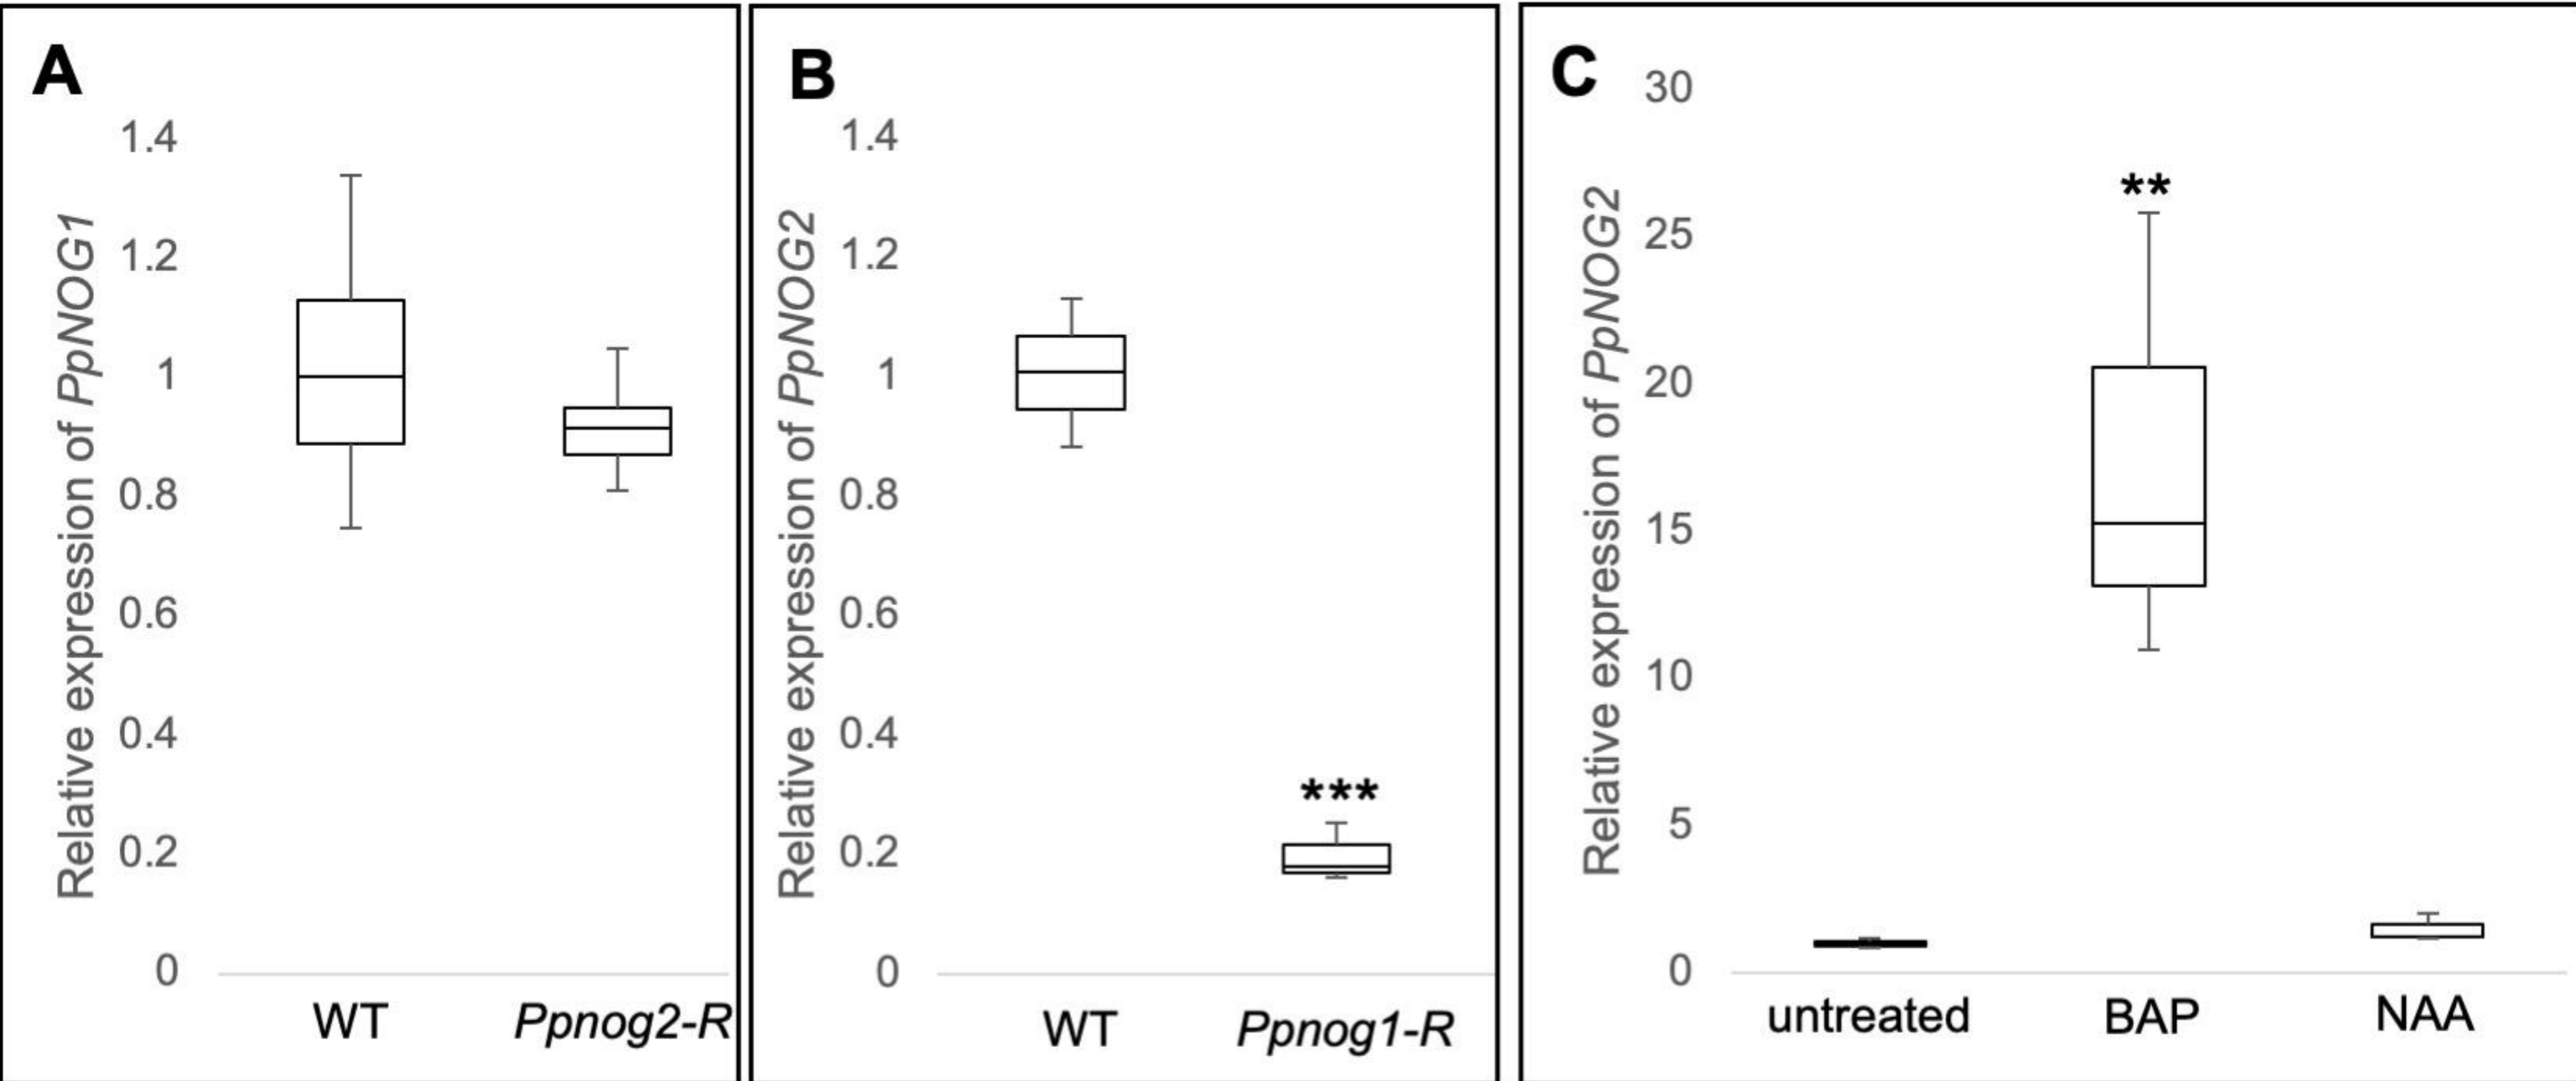 A
Relative expression of PpNOG1
1.4
1.2
1
0.8
0.6
0.4
0.2
0
WT Ppnog2-R
B
Relative expression of PpNOG2
1.4
1.2
1
0.8
0.6
0.4
0.2
0
***
WT Ppnog1-R
C
Relative expression of PpNOG2
30
25
20
15
10
5
0
**
untreated BAP NAA